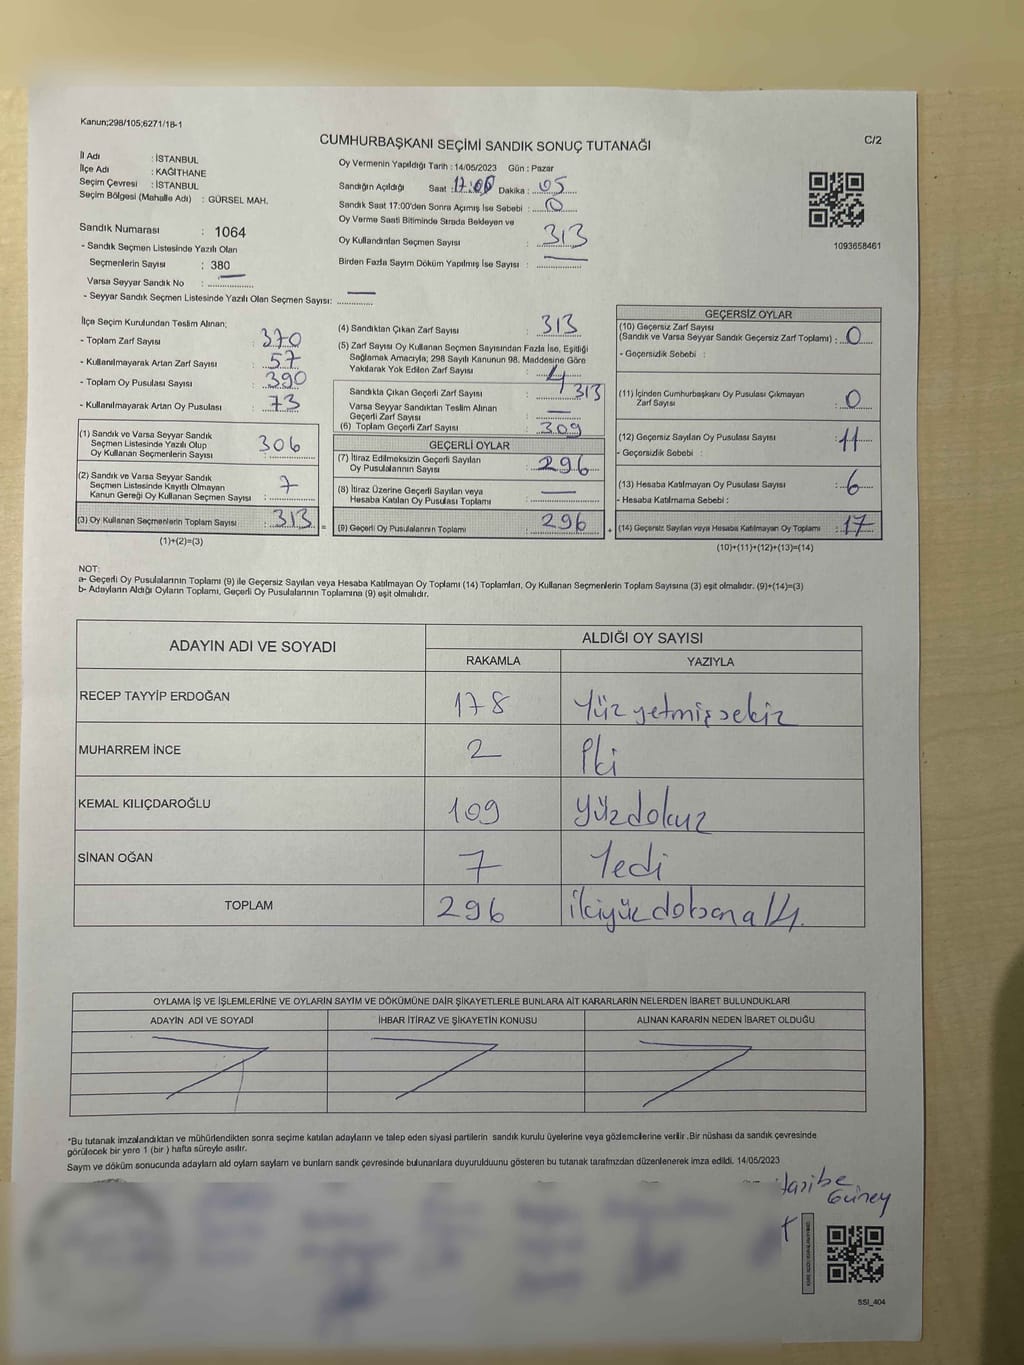 Kanun;298/105;6271/18-1
C/2
CUMHURBAŞKANI SEÇİMİ SANDIK SONUÇ TUTANAĞI
İl Adı : İSTANBUL
İlçe Adı : KAĞITHANE
Seçim Çevresi : İSTANBUL
Seçim Bölgesi (Mahalle Adı) : GÜRSEL MAH.
Sandık Numarası : 1064
- Sandık Seçmen Listesinde Yazılı Olan
Seçmenlerin Sayısı : 380
Varsa Seyyar Sandık No :
- Seyyar Sandık Seçmen Listesinde Yazılı Olan Seçmen Sayısı:
Oy Vermenin Yapıldığı Tarih : 14/05/2023 Gün : Pazar
Sandığın Açıldığı Saat : 17:00 Dakika : 05
Sandık Saat 17:00'den Sonra Açımış İse Sebebi : 0
Oy Verme Saati Bitiminde Sırada Bekleyen ve
Oy Kullandırılan Seçmen Sayısı : 313
Birden Fazla Sayım Döküm Yapılmış İse Sayısı :
1093658461
İlçe Seçim Kurulundan Teslim Alınan;
- Toplam Zarf Sayısı : 370
- Kullanılmayarak Artan Zarf Sayısı : 57
- Toplam Oy Pusulası Sayısı : 390
- Kullanılmayarak Artan Oy Pusulası : 73
(1) Sandık ve Varsa Seyyar Sandık
Seçmen Listesinde Yazılı Olup
Oy Kullanan Seçmenlerin Sayısı : 306
(2) Sandık ve Varsa Seyyar Sandık
Seçmen Listesinde Kayıtlı Olmayan
Kanun Gereği Oy Kullanan Seçmen Sayısı : 7
(3) Oy Kullanan Seçmenlerin Toplam Sayısı : 313 =
(1)+(2)=(3)
(4) Sandıktan Çıkan Zarf Sayısı : 313
(5) Zarf Sayısı Oy Kullanan Seçmen Sayısından Fazla İse, Eşitliği
Sağlamak Amacıyla; 298 Sayılı Kanunun 98. Maddesine Göre
Yakılarak Yok Edilen Zarf Sayısı : 4
Sandıkta Çıkan Geçerli Zarf Sayısı : 313
Varsa Seyyar Sandıktan Teslim Alınan
Geçerli Zarf Sayısı :
(6) Toplam Geçerli Zarf Sayısı : 309
GEÇERLİ OYLAR
(7) İtiraz Edilmeksizin Geçerli Sayılan
Oy Pusulalarının Sayısı : 296
(8) İtiraz Üzerine Geçerli Sayılan veya
Hesaba Katılan Oy Pusulası Toplamı :
(9) Geçerli Oy Pusulalarının Toplamı : 296 +
GEÇERSİZ OYLAR
(10) Geçersiz Zarf Sayısı
(Sandık ve Varsa Seyyar Sandık Geçersiz Zarf Toplamı) : 0
- Geçersizlik Sebebi :
(11) İçinden Cumhurbaşkanı Oy Pusulası Çıkmayan
Zarf Sayısı : 0
(12) Geçersiz Sayılan Oy Pusulası Sayısı : 11
- Geçersizlik Sebebi :
(13) Hesaba Katılmayan Oy Pusulası Sayısı : 6
- Hesaba Katılmama Sebebi :
(14) Geçersiz Sayılan veya Hesaba Katılmayan Oy Toplamı : 17
(10)+(11)+(12)+(13)=(14)
NOT:
a- Geçerli Oy Pusulalarının Toplamı (9) ile Geçersiz Sayılan veya Hesaba Katılmayan Oy Toplamı (14) Toplamları, Oy Kullanan Seçmenlerin Toplam Sayısına (3) eşit olmalıdır. (9)+(14)=(3)
b- Adayların Aldığı Oyların Toplamı, Geçerli Oy Pusulalarının Toplamına (9) eşit olmalıdır.
ADAYIN ADI VE SOYADI
ALDIĞI OY SAYISI
RAKAMLA YAZIYLA
RECEP TAYYİP ERDOĞAN 178 Yüz yetmiş sekiz
MUHARREM İNCE 2 İki
KEMAL KILIÇDAROĞLU 109 Yüzdokuz
SİNAN OĞAN 7 Yedi
TOPLAM 296 ikiyüz doksan altı.
OYLAMA İŞ VE İŞLEMLERİNE VE OYLARIN SAYIM VE DÖKÜMÜNE DAİR ŞİKAYETLERLE BUNLARA AİT KARARLARIN NELERDEN İBARET BULUNDUKLARI
ADAYIN ADI VE SOYADI İHBAR İTİRAZ VE ŞİKAYETİN KONUSU ALINAN KARARIN NEDEN İBARET OLDUĞU
*Bu tutanak imzalandıktan ve mühürlendikten sonra seçime katılan adayların ve talep eden siyasi partilerin sandık kurulu üyelerine veya gözlemcilerine verilir.Bir nüshası da sandık çevresinde
görülecek bir yere 1 (bir ) hafta süreyle asılır.
Sayım ve döküm sonucunda adayların ald oyların sayların ve bunların sandk çevresinde bulunanlara duyurulduunu gösteren bu tutanak tarafmzdan düzenlenerek imza edildi. 14/05/2023
Güney
SSI_404